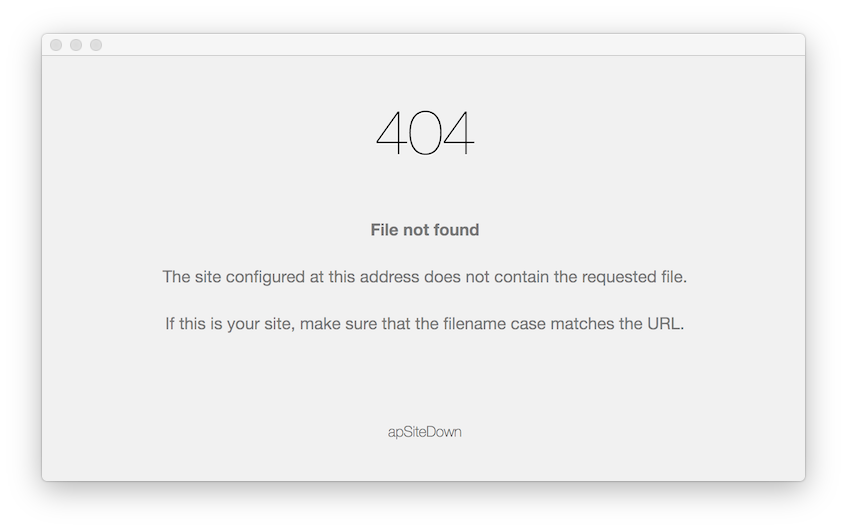 404
File not found
The site configured at this address does not contain the requested file.
If this is your site, make sure that the filename case matches the URL.
apSiteDown